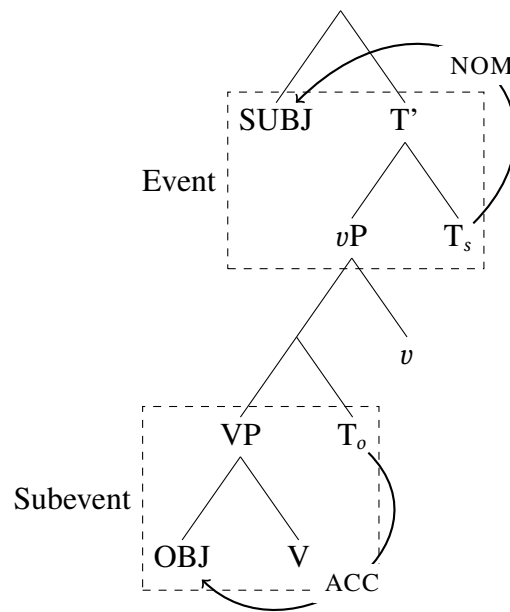 NOM
SUBJ T’
Event
vP Tₛ
v
VP Tₒ
Subevent
OBJ V
ACC